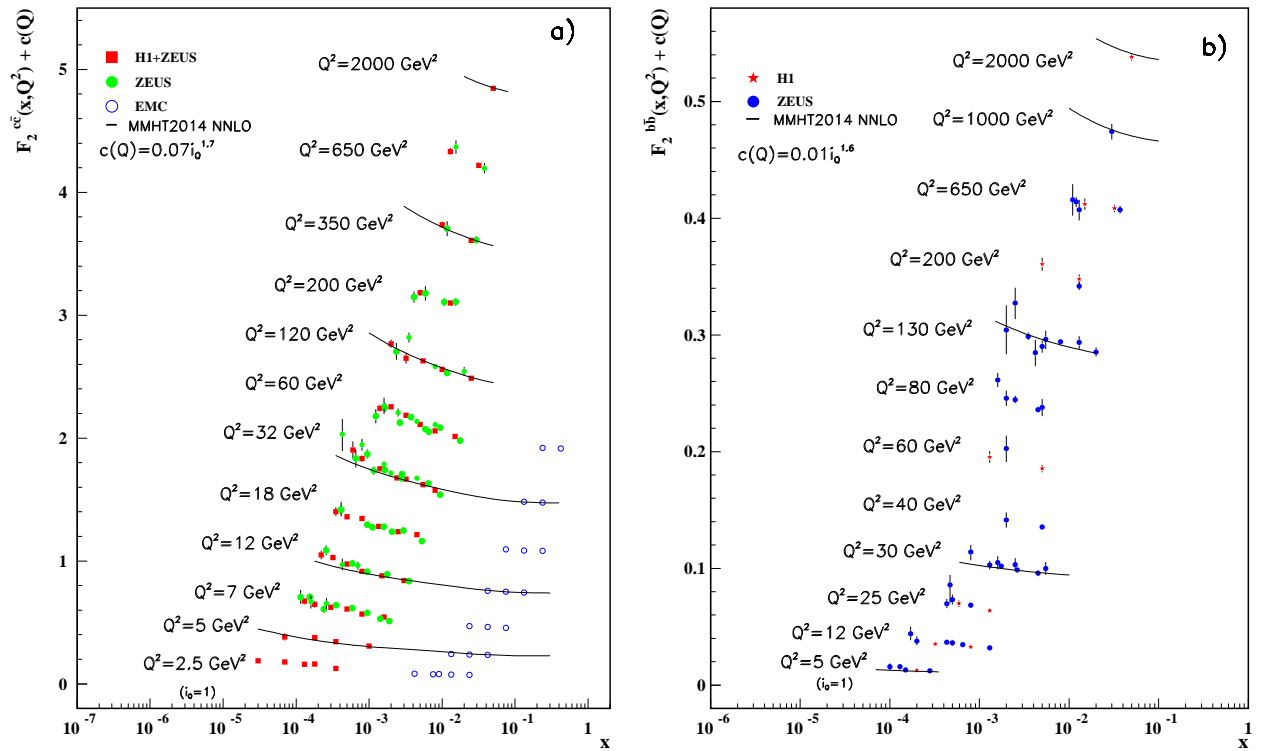 a)
F₂ᶜᶜ̄(x,Q²) + c(Q)
H1+ZEUS
ZEUS
EMC
MMHT2014 NNLO
c(Q)=0.07i_Q^1.7
Q²=2000 GeV²
Q²=650 GeV²
Q²=350 GeV²
Q²=200 GeV²
Q²=120 GeV²
Q²=60 GeV²
Q²=32 GeV²
Q²=18 GeV²
Q²=12 GeV²
Q²=7 GeV²
Q²=5 GeV²
Q²=2.5 GeV²
(i_Q=1)
5
4
3
2
1
0
10⁻⁷ 10⁻⁶ 10⁻⁵ 10⁻⁴ 10⁻³ 10⁻² 10⁻¹ 1
x
b)
F₂ᵇᵇ̄(x,Q²) + c(Q)
H1
ZEUS
MMHT2014 NNLO
c(Q)=0.01i_Q^1.6
Q²=2000 GeV²
Q²=1000 GeV²
Q²=650 GeV²
Q²=200 GeV²
Q²=130 GeV²
Q²=80 GeV²
Q²=60 GeV²
Q²=40 GeV²
Q²=30 GeV²
Q²=25 GeV²
Q²=12 GeV²
Q²=5 GeV²
(i_Q=1)
0.5
0.4
0.3
0.2
0.1
0
10⁻⁶ 10⁻⁵ 10⁻⁴ 10⁻³ 10⁻² 10⁻¹ 1
x